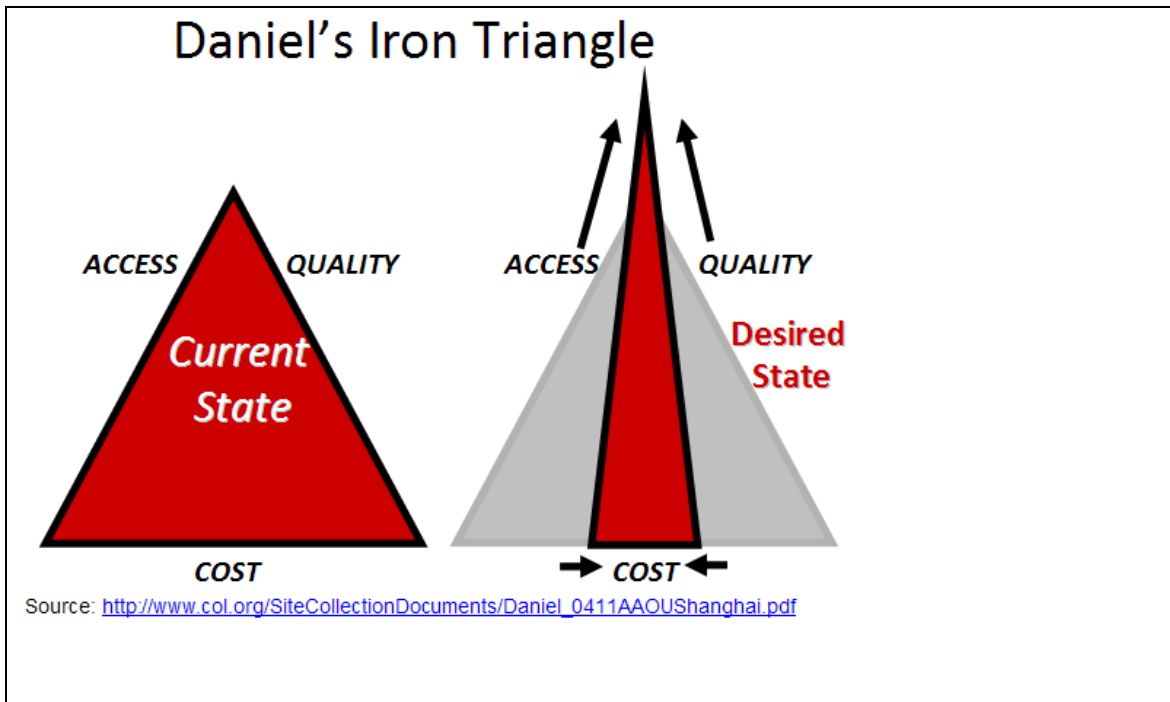 Daniel's Iron Triangle
ACCESS
QUALITY
Current
State
COST
ACCESS
QUALITY
Desired
State
COST
Source: http://www.col.org/SiteCollectionDocuments/Daniel_0411AAOUShanghai.pdf